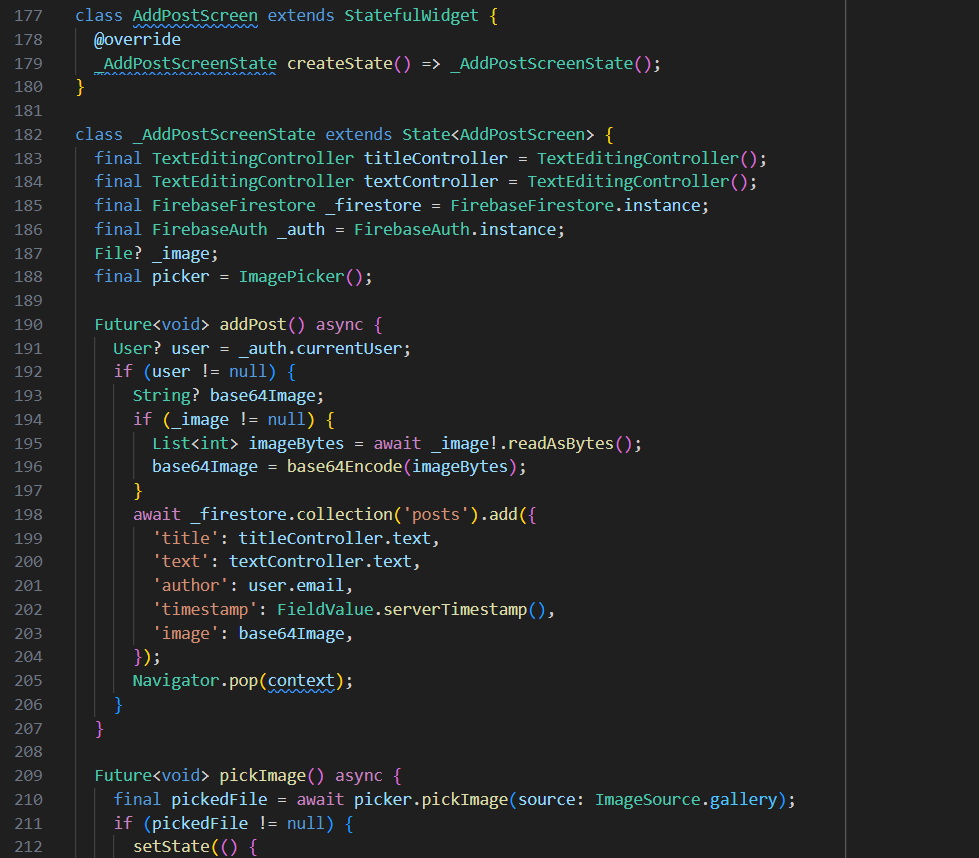 177 class AddPostScreen extends StatefulWidget {
178   @override
179   _AddPostScreenState createState() => _AddPostScreenState();
180 }
181
182 class _AddPostScreenState extends State<AddPostScreen> {
183   final TextEditingController titleController = TextEditingController();
184   final TextEditingController textController = TextEditingController();
185   final FirebaseFirestore _firestore = FirebaseFirestore.instance;
186   final FirebaseAuth _auth = FirebaseAuth.instance;
187   File? _image;
188   final picker = ImagePicker();
189
190   Future<void> addPost() async {
191     User? user = _auth.currentUser;
192     if (user != null) {
193       String? base64Image;
194       if (_image != null) {
195         List<int> imageBytes = await _image!.readAsBytes();
196         base64Image = base64Encode(imageBytes);
197       }
198       await _firestore.collection('posts').add({
199         'title': titleController.text,
200         'text': textController.text,
201         'author': user.email,
202         'timestamp': FieldValue.serverTimestamp(),
203         'image': base64Image,
204       });
205       Navigator.pop(context);
206     }
207   }
208
209   Future<void> pickImage() async {
210     final pickedFile = await picker.pickImage(source: ImageSource.gallery);
211     if (pickedFile != null) {
212       setState(() {